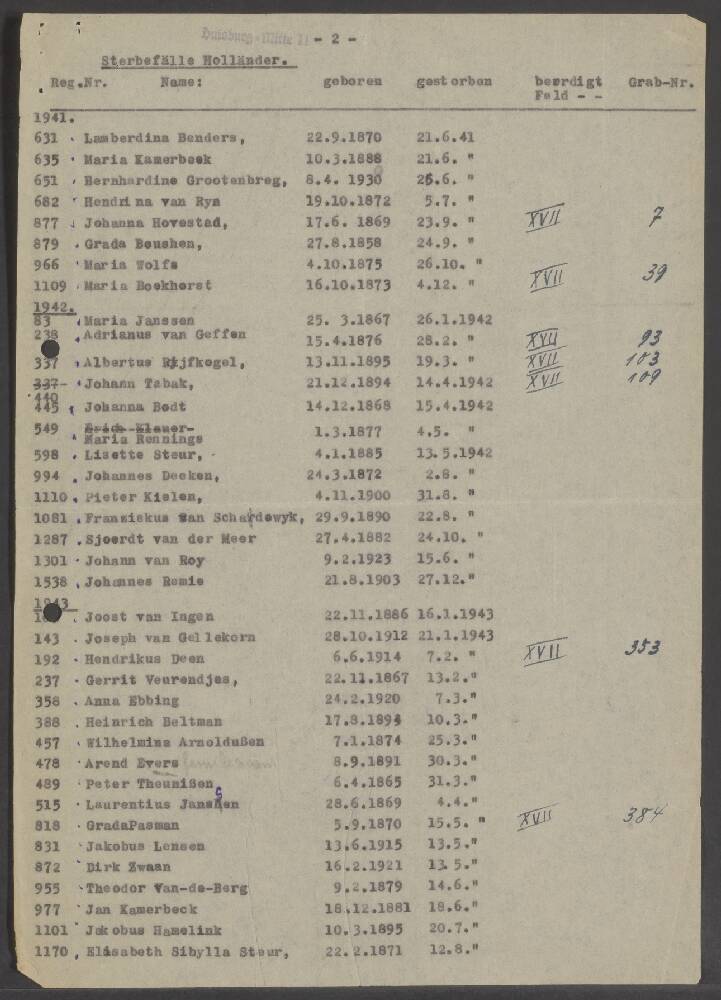 Duisburg-Mitte II - 2 -
Sterbefälle Holländer.
Reg.Nr. Name: geboren gestorben beerdigt Grab-Nr.
Feld - -
1941.
631 Lamberdina Benders, 22.9.1870 21.6.41
635 Maria Kamerbeek 10.3.1888 21.6. "
651 Bernhardine Grootenbreg, 8.4. 1930 26.6. "
682 Hendrina van Ryn 19.10.1872 5.7. "
877 Johanna Hovestad, 17.6. 1869 23.9. " XVII 7
879 Grada Beushen, 27.8.1858 24.9. "
966 Maria Wolfs 4.10.1875 26.10. "
1109 Maria Boekhorst 16.10.1873 4.12. " XVII 39
1942.
83 Maria Janssen 25. 3.1867 26.1.1942
238 Adrianus van Geffen 15.4.1876 28.2. " XVII 93
337 Albertus Rijfkogel, 13.11.1895 19.3. " XVII 103
337- Johann Tabak, 21.12.1894 14.4.1942 XVII 109
440
445 Johanna Bodt 14.12.1868 15.4.1942
549 Erich Klauer-
Maria Rennings 1.3.1877 4.5. "
598 Lisette Steur, 4.1.1885 13.5.1942
994 Johannes Decken, 24.3.1872 2.8. "
1110 Pieter Kielen, 4.11.1900 31.8. "
1081 Franziskus van Schardewyk, 29.9.1890 22.8. "
1287 Sjoerdt van der Meer 27.4.1882 24.10. "
1301 Johann van Roy 9.2.1923 15.6. "
1538 Johannes Remie 21.8.1903 27.12."
1943
Joost van Ingen 22.11.1886 16.1.1943
143 Joseph van Gellekorn 28.10.1912 21.1.1943
192 Hendrikus Deen 6.6.1914 7.2. " XVII 353
237 Gerrit Veurendjes, 22.11.1867 13.2."
358 Anna Ebbing 24.2.1920 7.3."
388 Heinrich Beltman 17.8.1894 10.3."
457 Wilhelmina Arnoldußen 7.1.1874 25.3."
478 Arend Evers 8.9.1891 30.3."
489 Peter Theunißen 6.4.1865 31.3."
515 Laurentius Janssen 28.6.1869 4.4."
818 GradaPasman 5.9.1870 15.5. " XVII 384
831 Jakobus Lensen 13.6.1915 13.5."
872 Dirk Zwaan 16.2.1921 13.5."
955 Theodor Van-de-Berg 9.2.1879 14.6."
977 Jan Kamerbeck 18.12.1881 18.6."
1101 Jakobus Hamelink 10.3.1895 20.7."
1170 Elisabeth Sibylla Steur, 22.2.1871 12.8."